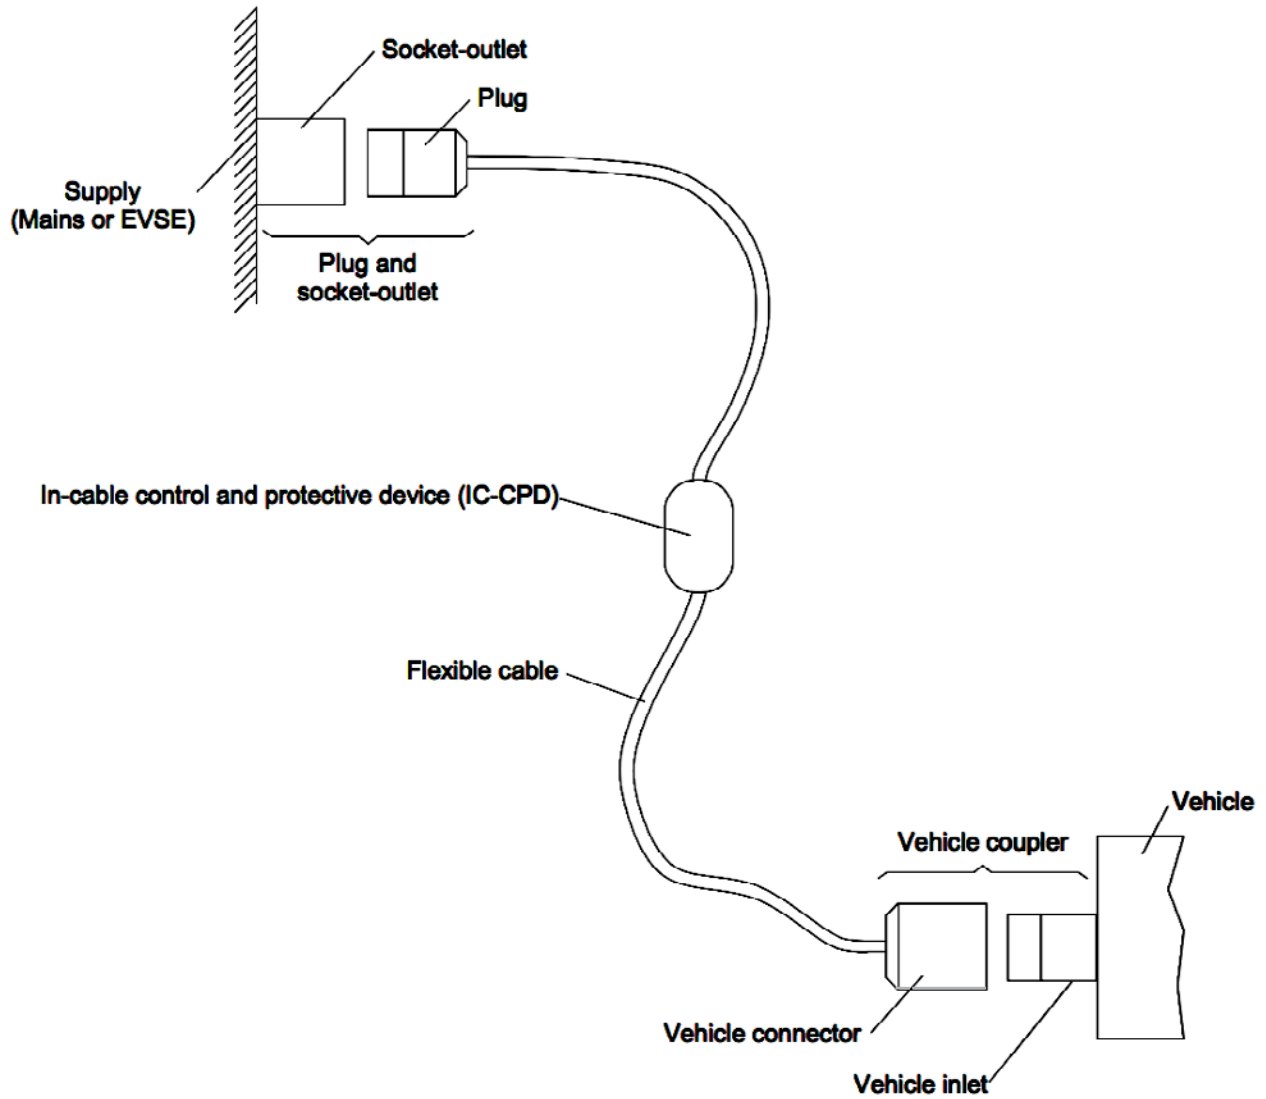 Socket-outlet
Plug
Supply
(Mains or EVSE)
Plug and
socket-outlet
In-cable control and protective device (IC-CPD)
Flexible cable
Vehicle
Vehicle coupler
Vehicle connector
Vehicle inlet